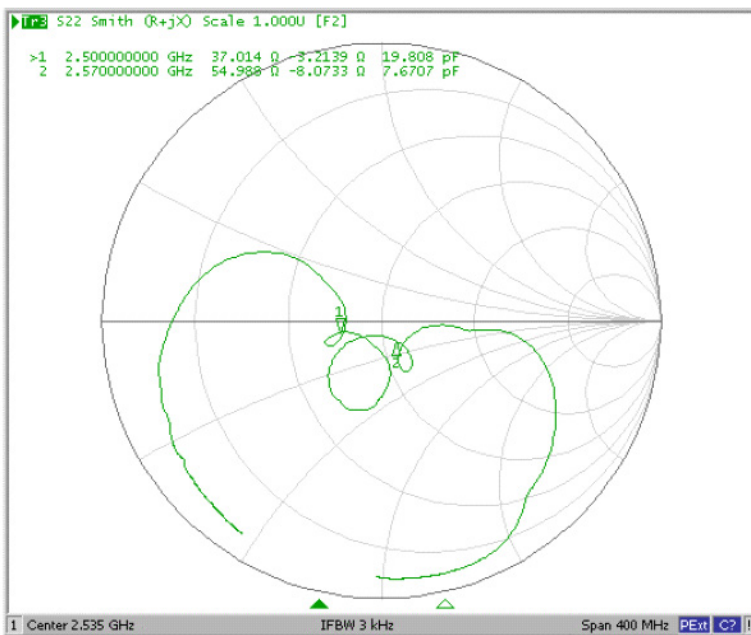 Tr3 S22 Smith (R+jX) Scale 1.000U [F2]
>1 2.500000000 GHz 37.014 Ω -3.2139 Ω 19.808 pF
2 2.570000000 GHz 54.988 Ω -8.0733 Ω 7.6707 pF
1
2
1 Center 2.535 GHz IFBW 3 kHz Span 400 MHz PExt C?